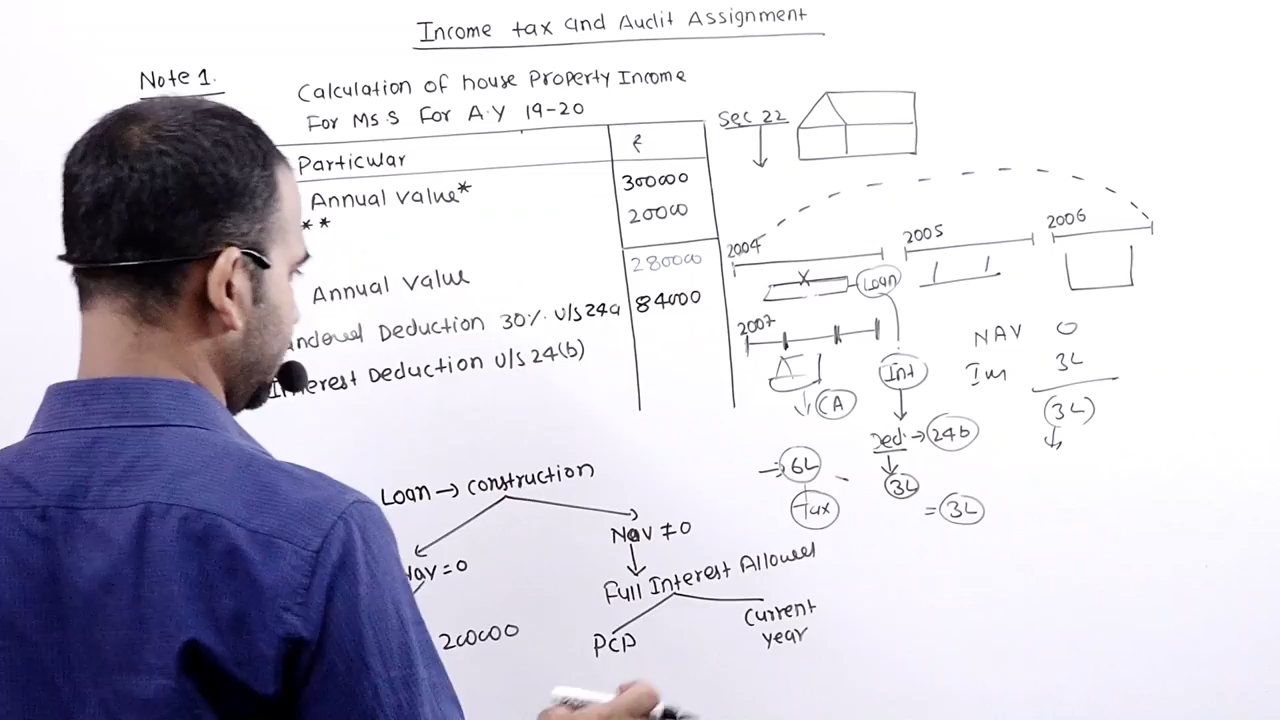 Income tax and Audit Assignment
Note 1.
Calculation of house Property Income
For Ms.S For A.Y 19-20
Particular ₹
Annual value* 300000
** 20000
280000
Annual value
Deduction 30% U/S 24a 84000
Interest Deduction U/S 24(b)
Sec 22
2004 2005 2006
X Loan
2007
CA
Int
Ded. → 24b
3L
→ 6L
Tax
= 3L
NAV 0
3L
(3L)
Loan → construction
Nav = 0
200000
Nav ≠ 0
Full Interest Allowed
PCP
Current
year